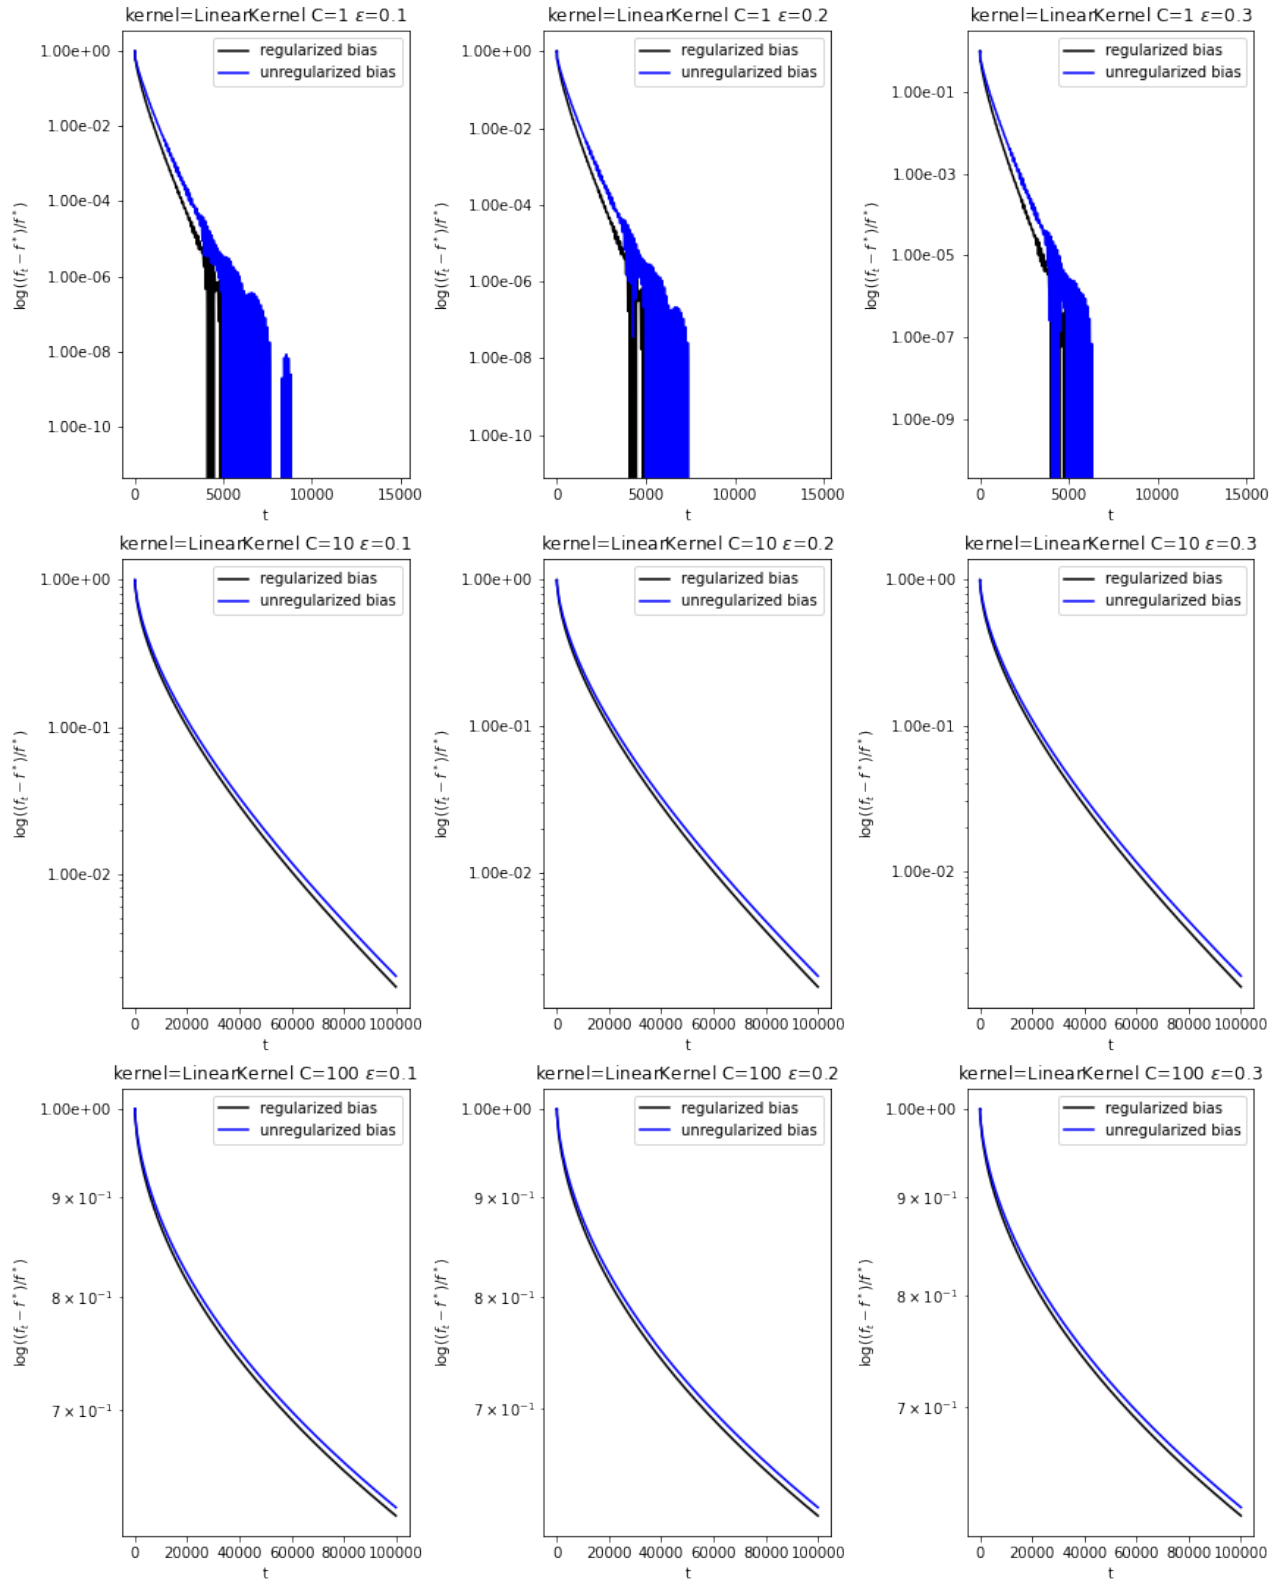 kernel=LinearKernel C=1 ε=0.1
regularized bias
unregularized bias
1.00e+00
1.00e-02
1.00e-04
1.00e-06
1.00e-08
1.00e-10
log((f_t − f*)/f*)
0 5000 10000 15000
t
kernel=LinearKernel C=1 ε=0.2
regularized bias
unregularized bias
1.00e+00
1.00e-02
1.00e-04
1.00e-06
1.00e-08
1.00e-10
log((f_t − f*)/f*)
0 5000 10000 15000
t
kernel=LinearKernel C=1 ε=0.3
regularized bias
unregularized bias
1.00e-01
1.00e-03
1.00e-05
1.00e-07
1.00e-09
log((f_t − f*)/f*)
0 5000 10000 15000
t
kernel=LinearKernel C=10 ε=0.1
regularized bias
unregularized bias
1.00e+00
1.00e-01
1.00e-02
log((f_t − f*)/f*)
0 20000 40000 60000 80000 100000
t
kernel=LinearKernel C=10 ε=0.2
regularized bias
unregularized bias
1.00e+00
1.00e-01
1.00e-02
log((f_t − f*)/f*)
0 20000 40000 60000 80000 100000
t
kernel=LinearKernel C=10 ε=0.3
regularized bias
unregularized bias
1.00e+00
1.00e-01
1.00e-02
log((f_t − f*)/f*)
0 20000 40000 60000 80000 100000
t
kernel=LinearKernel C=100 ε=0.1
regularized bias
unregularized bias
1.00e+00
9 × 10⁻¹
8 × 10⁻¹
7 × 10⁻¹
log((f_t − f*)/f*)
0 20000 40000 60000 80000 100000
t
kernel=LinearKernel C=100 ε=0.2
regularized bias
unregularized bias
1.00e+00
9 × 10⁻¹
8 × 10⁻¹
7 × 10⁻¹
log((f_t − f*)/f*)
0 20000 40000 60000 80000 100000
t
kernel=LinearKernel C=100 ε=0.3
regularized bias
unregularized bias
1.00e+00
9 × 10⁻¹
8 × 10⁻¹
7 × 10⁻¹
log((f_t − f*)/f*)
0 20000 40000 60000 80000 100000
t